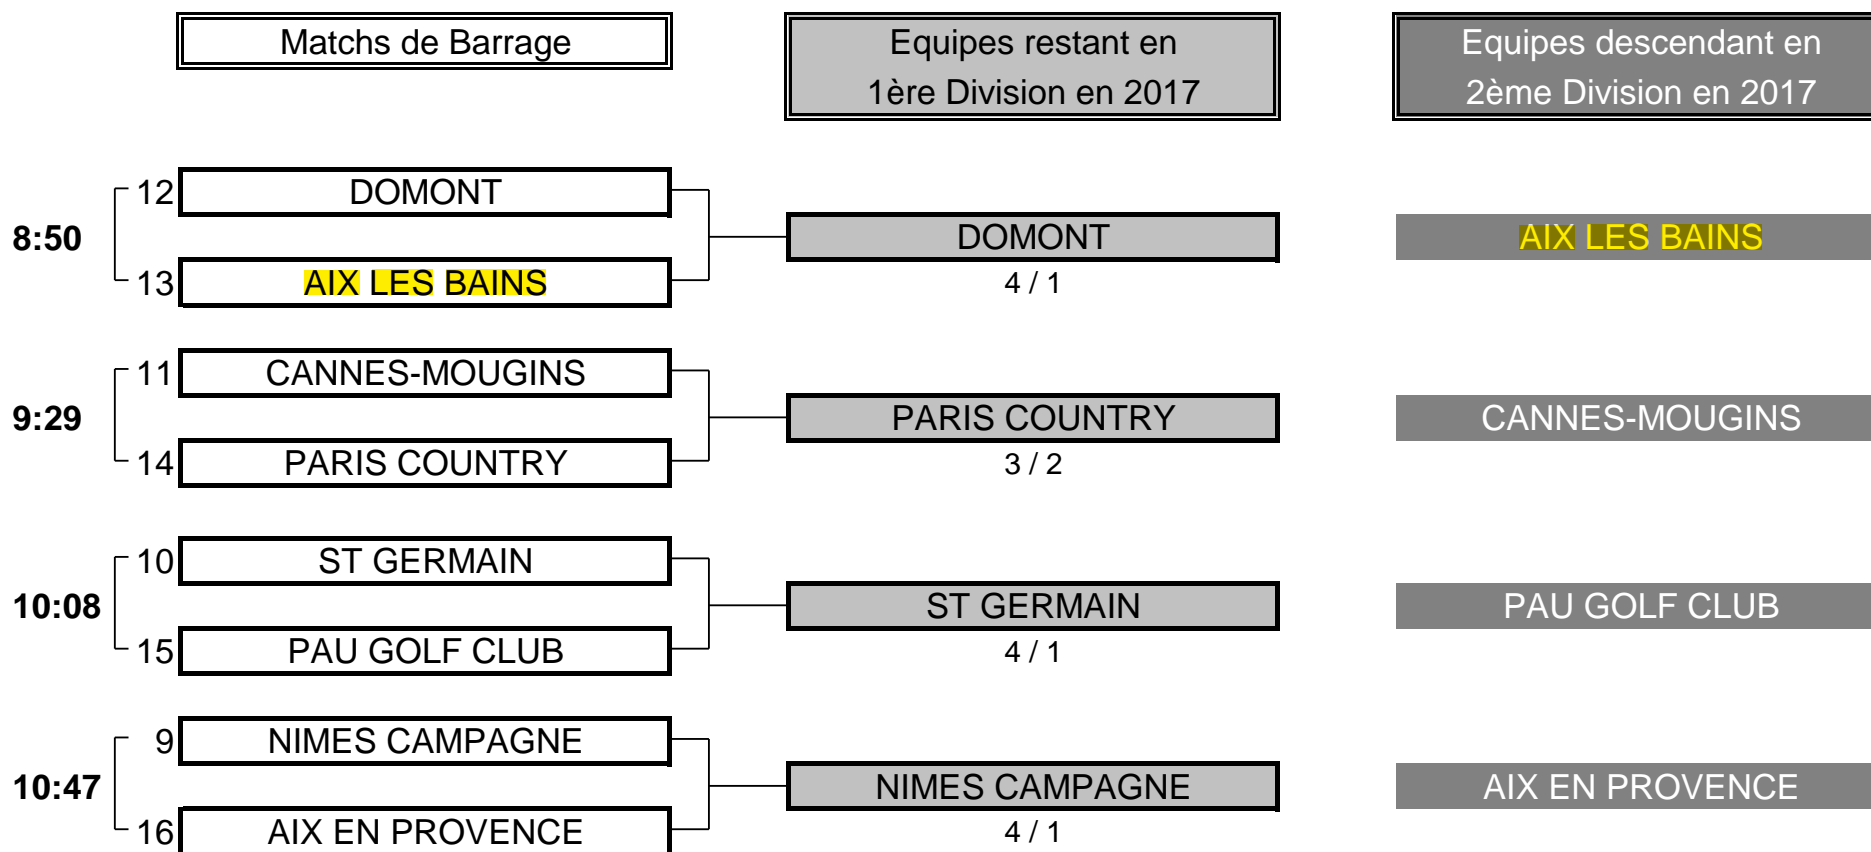 Matchs de Barrage
Equipes restant en
1ère Division en 2017
Equipes descendant en
2ème Division en 2017
12 DOMONT
8:50
DOMONT
AIX LES BAINS
13 AIX LES BAINS
4 / 1
11 CANNES-MOUGINS
9:29
PARIS COUNTRY
CANNES-MOUGINS
14 PARIS COUNTRY
3 / 2
10 ST GERMAIN
10:08
ST GERMAIN
PAU GOLF CLUB
15 PAU GOLF CLUB
4 / 1
9 NIMES CAMPAGNE
10:47
NIMES CAMPAGNE
AIX EN PROVENCE
16 AIX EN PROVENCE
4 / 1